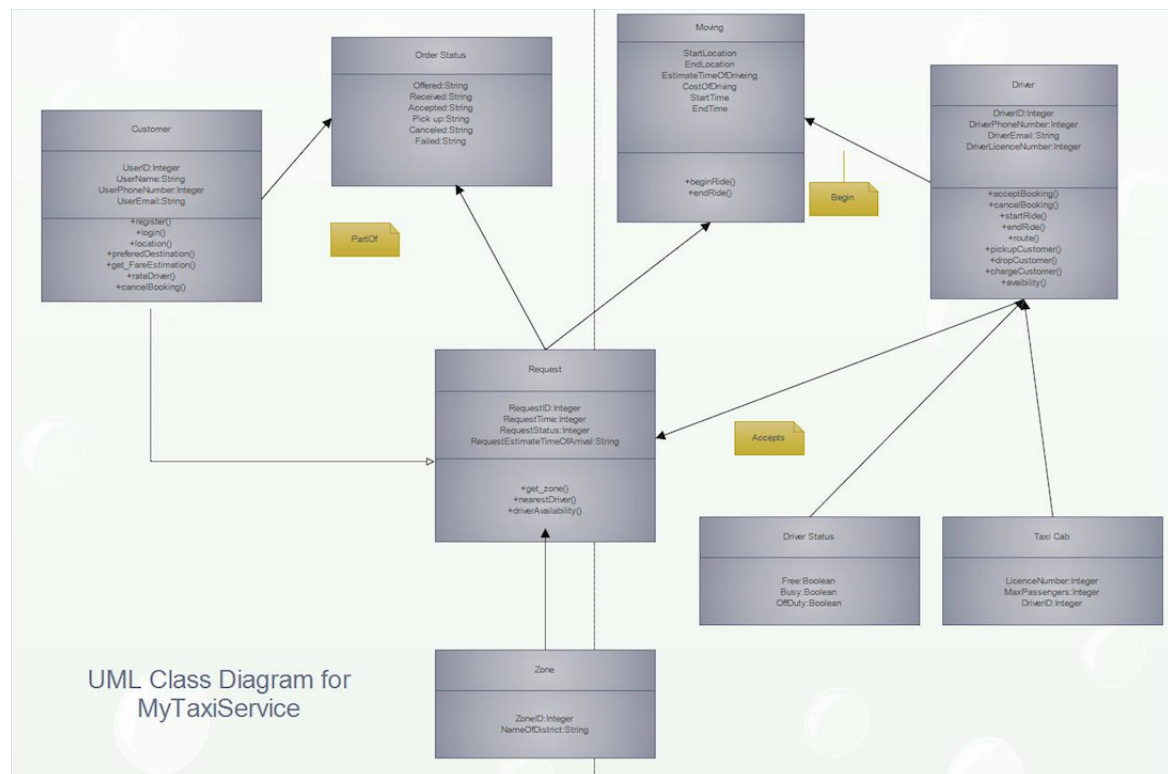 Order Status
Offered:String
Received:String
Accepted:String
Pick up:String
Canceled:String
Failed:String
Moving
StartLocation
EndLocation
EstimateTimeOfDriveing
CostOfDriving
StartTime
EndTime
+beginRide()
+endRide()
Driver
DriverID:Integer
DriverPhoneNumber:Integer
DriverEmail:String
DriverLicenceNumber:Integer
+acceptBooking()
+cancelBooking()
+startRide()
+endRide()
+route()
+pickupCustomer()
+dropCustomer()
+chargeCustomer()
+avaibility()
Customer
UserID:Integer
UserName:String
UserPhoneNumber:Integer
UserEmail:String
+register()
+login()
+location()
+preferedDestination()
+get_FareEstimation()
+rateDriver()
+cancelBooking()
PartOf
Begin
Request
RequestID:Integer
RequestTime:Integer
RequestStatus:Integer
RequestEstimateTimeOfArrival:String
+get_zone()
+nearestDriver()
+driverAvailability()
Accepts
Driver Status
Free:Boolean
Busy:Boolean
OffDuty:Boolean
Taxi Cab
LicenceNumber:Integer
MaxPassengers:Integer
DriverID:Integer
Zone
ZoneID:Integer
NameOfDistrict:String
UML Class Diagram for
MyTaxiService